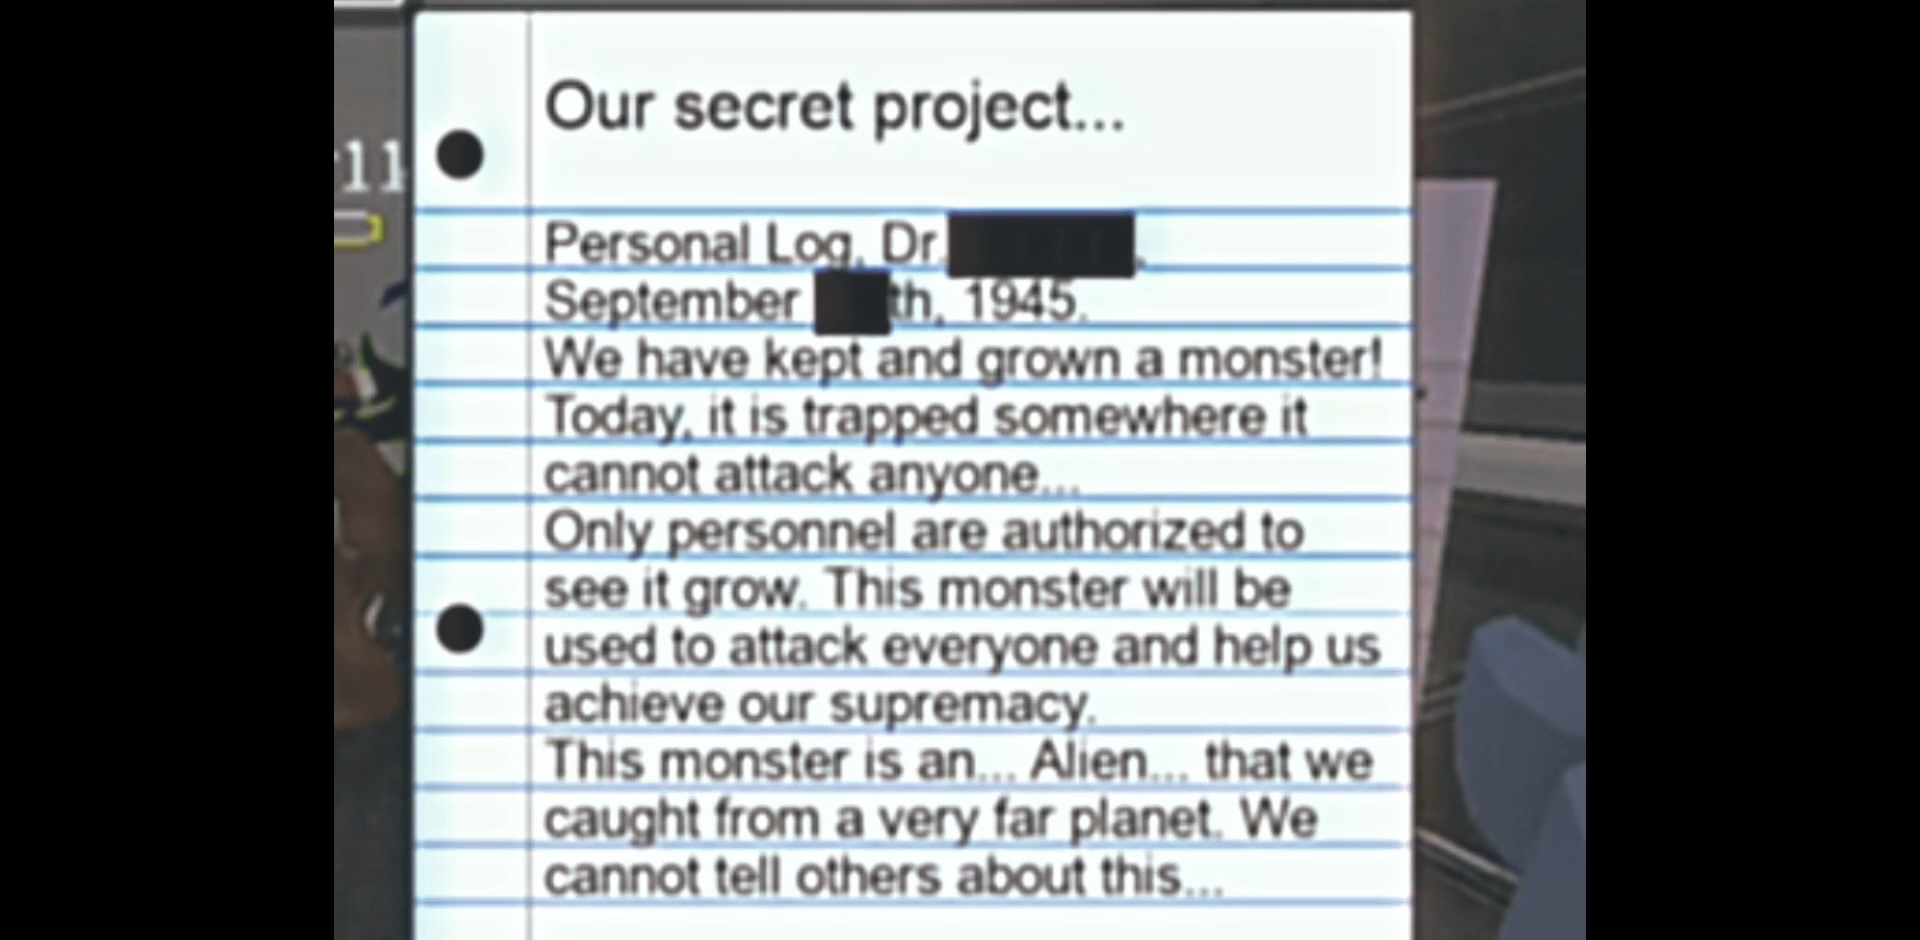 Our secret project...
Personal Log, Dr.
September th, 1945.
We have kept and grown a monster!
Today, it is trapped somewhere it
cannot attack anyone...
Only personnel are authorized to
see it grow. This monster will be
used to attack everyone and help us
achieve our supremacy.
This monster is an... Alien... that we
caught from a very far planet. We
cannot tell others about this...